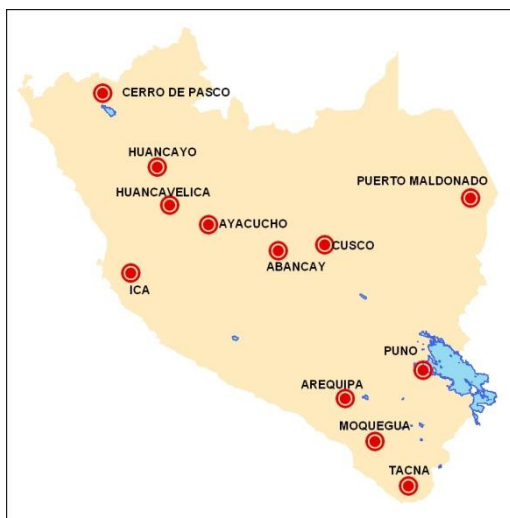 CERRO DE PASCO
HUANCAYO
PUERTO MALDONADO
HUANCAVELICA
AYACUCHO
CUSCO
ABANCAY
ICA
PUNO
AREQUIPA
MOQUEGUA
TACNA